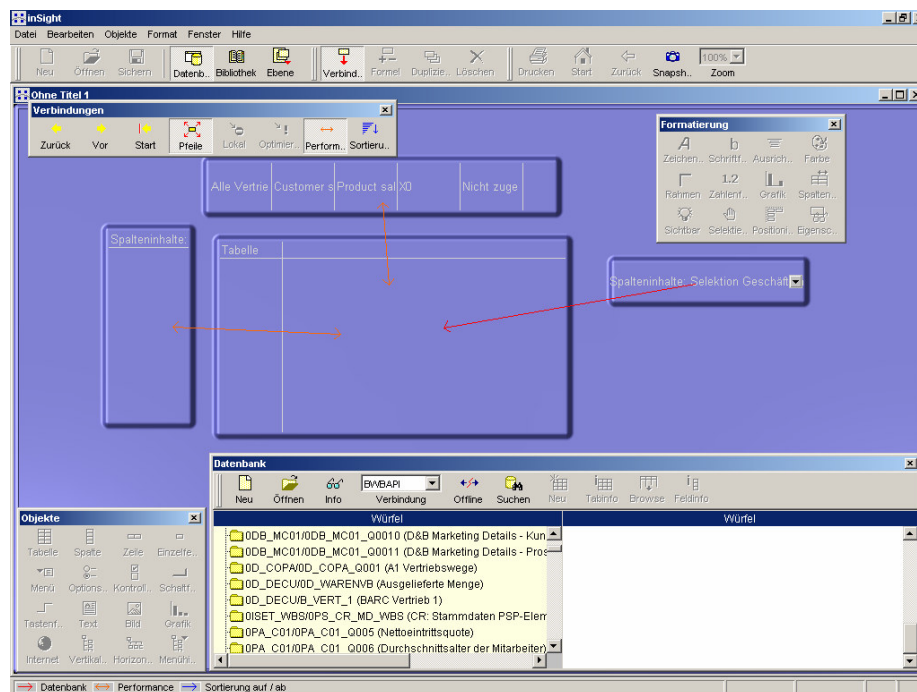 inSight
Datei Bearbeiten Objekte Format Fenster Hilfe
Neu Öffnen Sichern Datenb.. Bibliothek Ebene Verbind.. Formel Duplizie.. Löschen Drucken Start Zurück Snapsh.. 100% Zoom
Ohne Titel 1
Verbindungen
Zurück Vor Start Pfeile Lokal Optimier.. Perform.. Sortieru..
Formatierung
Zeichen.. Schriftf.. Ausrich.. Farbe
1.2
Rahmen Zahlenf.. Grafik Spalten..
Sichtbar Selektie.. Positioni.. Eigensc..
Alle Vertrie Customer s Product sal X0 Nicht zuge
Spalteninhalte:
Tabelle
Spalteninhalte: Selektion Geschäft
Datenbank
Neu Öffnen Info BWBAPI Verbindung Offline Suchen Neu Tabinfo Browse Feldinfo
Würfel Würfel
0DB_MC01/0DB_MC01_Q0010 (D&B Marketing Details - Kun
0DB_MC01/0DB_MC01_Q0011 (D&B Marketing Details - Pros
0D_COPA/0D_COPA_Q001 (A1 Vertriebswege)
0D_DECU/0D_WARENVB (Ausgelieferte Menge)
0D_DECU/B_VERT_1 (BARC Vertrieb 1)
0ISET_WBS/0PS_CR_MD_WBS (CR: Stammdaten PSP-Elem
0PA_C01/0PA_C01_Q005 (Nettoeintrittsquote)
0PA_C01/0PA_C01_Q006 (Durchschnittsalter der Mitarbeiter)
Objekte
Tabelle Spalte Zeile Einzelfe..
Menü Options.. Kontroll.. Schaltf..
Tastenf.. Text Bild Grafik
Internet Vertikal.. Horizon.. Menühi..
Datenbank Performance Sortierung auf / ab